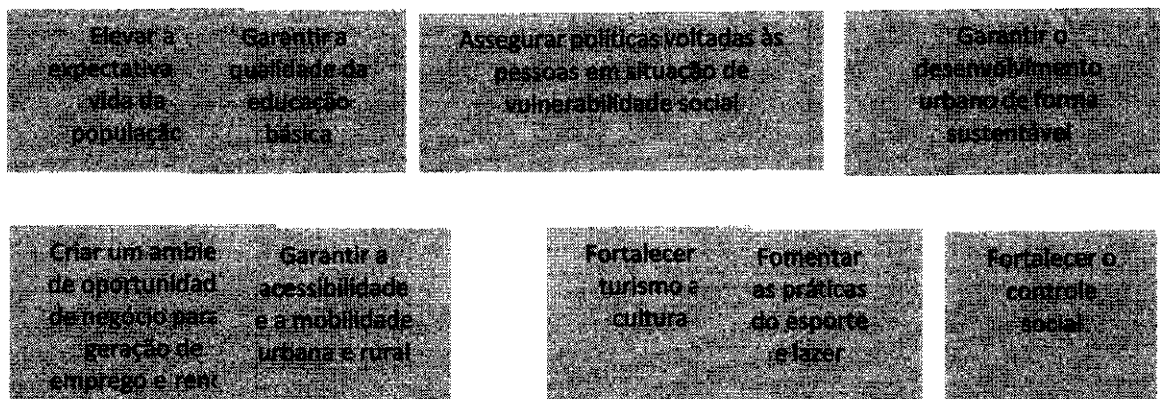 Elevar a
expectativa
vida da
população
Garantir a
qualidade da
educação
básica
Assegurar políticas voltadas às
pessoas em situação de
vulnerabilidade social
Garantir o
desenvolvimento
urbano de forma
sustentável
Criar um ambie
de oportunidad
de negócio para
geração de
emprego e ren
Garantir a
acessibilidade
e a mobilidade
urbana e rural
Fortalecer
turismo a
cultura
Fomentar
as práticas
do esporte
e lazer
Fortalecer o
controle
social